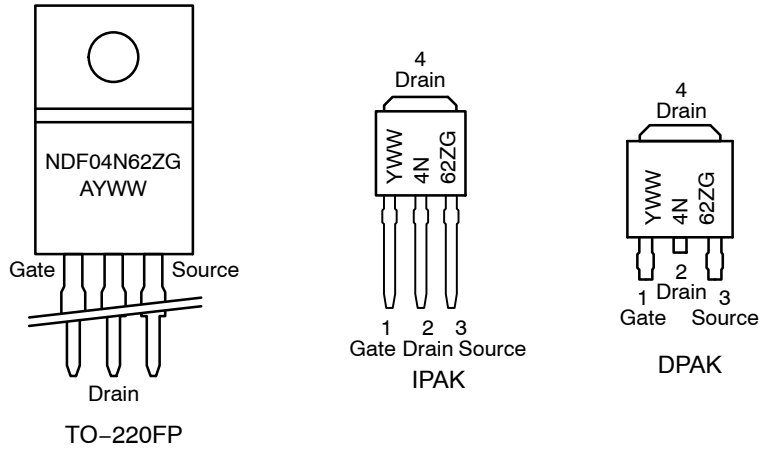 NDF04N62ZG
AYWW
Gate
Source
Drain
TO−220FP
4
Drain
YWW
4N
62ZG
1 2 3
Gate Drain Source
IPAK
4
Drain
YWW
4N
62ZG
2
1 Drain 3
Gate Source
DPAK